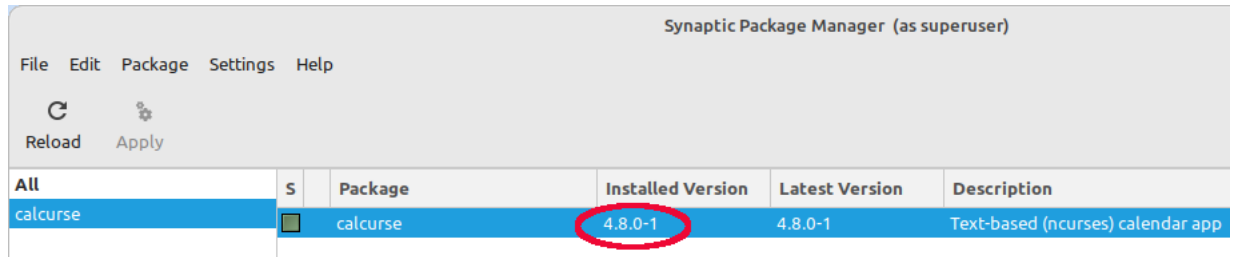 Synaptic Package Manager (as superuser)
File Edit Package Settings Help
Reload Apply
All S Package Installed Version Latest Version Description
calcurse calcurse 4.8.0-1 4.8.0-1 Text-based (ncurses) calendar app